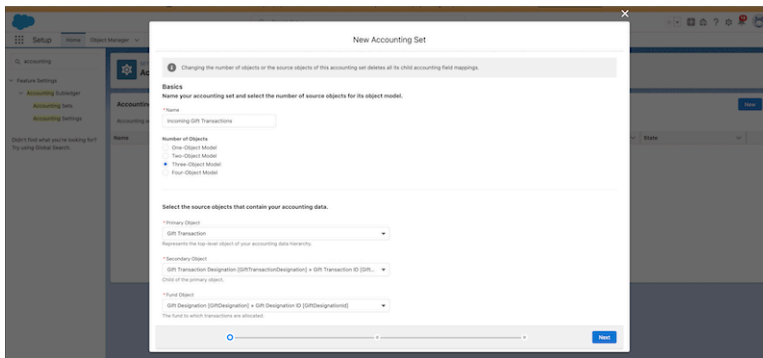 Setup
Home
Object Manager
accounting
Feature Settings
Accounting Subledger
Accounting Sets
Accounting Settings
Didn't find what you're looking for?
Try using Global Search.
New
Name
State
New Accounting Set
Changing the number of objects or the source objects of this accounting set deletes all its child accounting field mappings.
Basics
Name your accounting set and select the number of source objects for its object model.
*Name
Incoming Gift Transactions
Number of Objects
One-Object Model
Two-Object Model
Three-Object Model
Four-Object Model
Select the source objects that contain your accounting data.
*Primary Object
Gift Transaction
Represents the top-level object of your accounting data hierarchy
*Secondary Object
Gift Transaction Designation [GiftTransactionDesignation] + Gift Transaction ID [Gift...
Child of the primary object.
*Fund Object
Gift Designation [GiftDesignation] + Gift Designation ID [GiftDesignationId]
The fund to which transactions are allocated.
Next